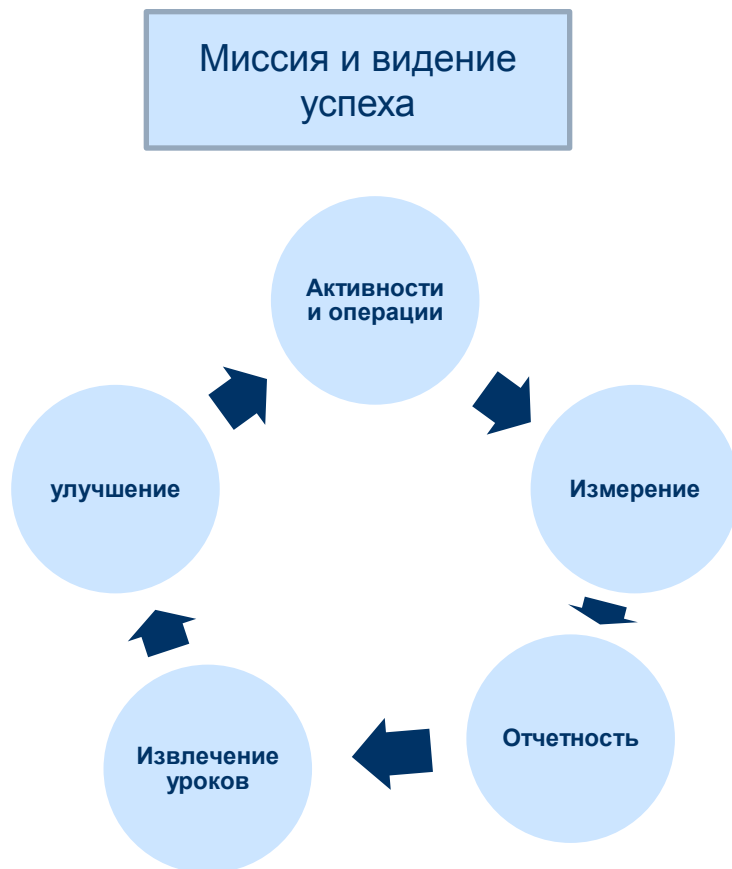 Миссия и видение
успеха
Активности
и операции
улучшение
Измерение
Отчетность
Извлечение
уроков